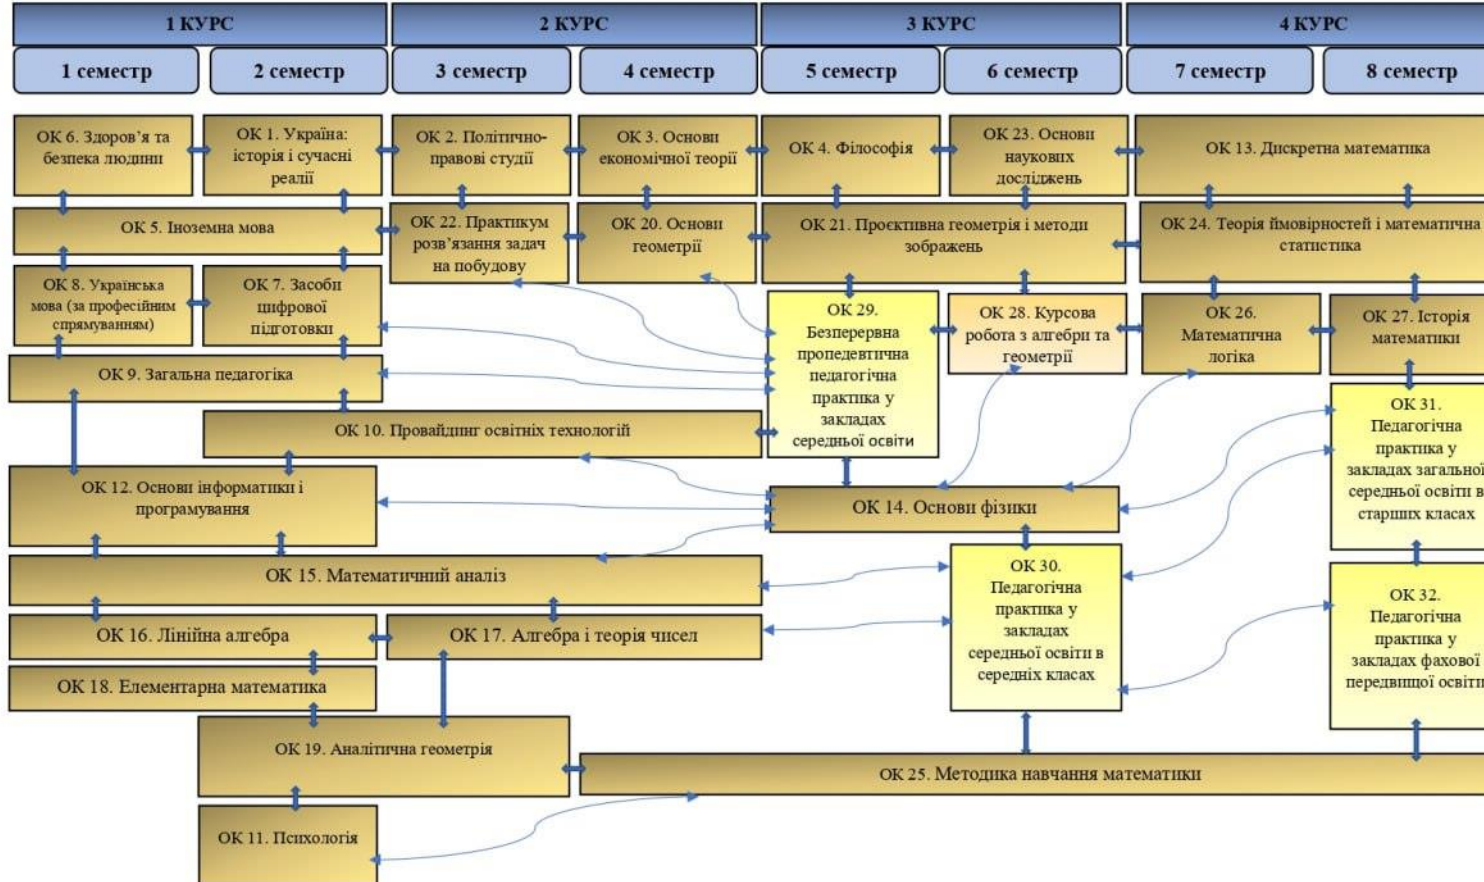 1 КУРС
2 КУРС
3 КУРС
4 КУРС
1 семестр
2 семестр
3 семестр
4 семестр
5 семестр
6 семестр
7 семестр
8 семестр
ОК 6. Здоров’я та
безпека людини
ОК 1. Україна:
історія і сучасні
реалії
ОК 2. Політично-
правові студії
ОК 3. Основи
економічної теорії
ОК 4. Філософія
ОК 23. Основи
наукових
досліджень
ОК 13. Дискретна математика
ОК 5. Іноземна мова
ОК 22. Практикум
розв’язання задач
на побудову
ОК 20. Основи
геометрії
ОК 21. Проєктивна геометрія і методи
зображень
ОК 24. Теорія ймовірностей і математична
статистика
ОК 8. Українська
мова (за професійним
спрямуванням)
ОК 7. Засоби
цифрової
підготовки
ОК 29.
Безперервна
пропедевтична
педагогічна
практика у
закладах
середньої освіти
ОК 28. Курсова
робота з алгебри та
геометрії
ОК 26.
Математична
логіка
ОК 27. Історія
математики
ОК 9. Загальна педагогіка
ОК 10. Провайдинг освітніх технологій
ОК 31.
Педагогічна
практика у
закладах загальної
середньої освіти в
старших класах
ОК 12. Основи інформатики і
програмування
ОК 14. Основи фізики
ОК 15. Математичний аналіз
ОК 30.
Педагогічна
практика у
закладах
середньої освіти в
середніх класах
ОК 32.
Педагогічна
практика у
закладах фахової
передвищої освіти
ОК 16. Лінійна алгебра
ОК 17. Алгебра і теорія чисел
ОК 18. Елементарна математика
ОК 19. Аналітична геометрія
ОК 25. Методика навчання математики
ОК 11. Психологія